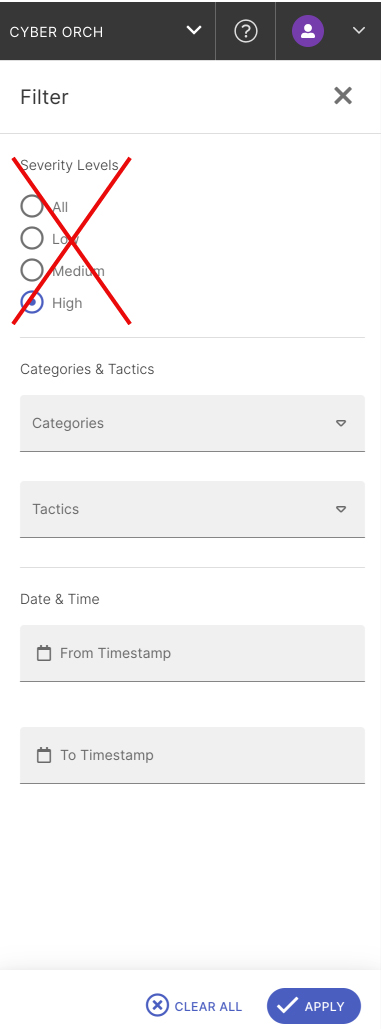 CYBER ORCH
Filter
Severity Levels
All
Low
Medium
High
Categories & Tactics
Categories
Tactics
Date & Time
From Timestamp
To Timestamp
CLEAR ALL
APPLY